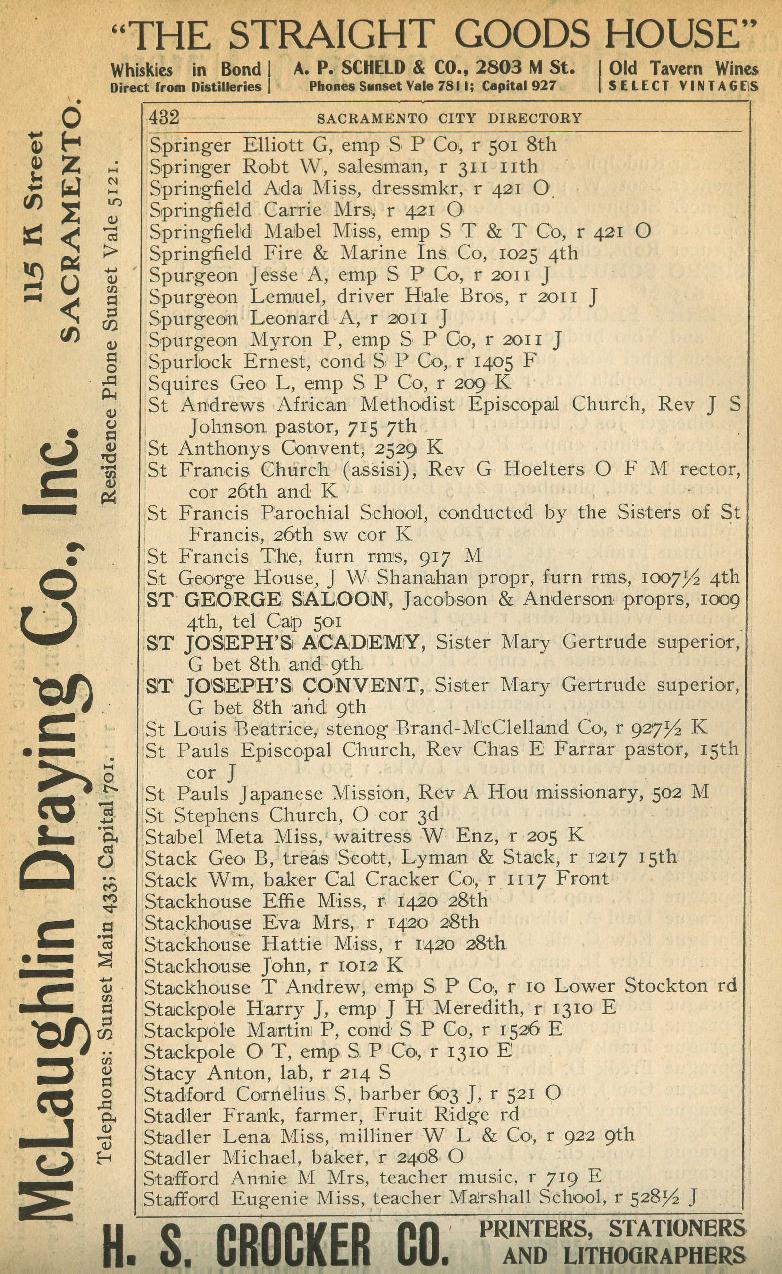 “THE STRAIGHT GOODS HOUSE”
Whiskies in Bond | A. P. SCHELD & CO., 2803 M St. | Old Tavern Wines
Direct from Distilleries | Phones Sunset Vale 7811; Capital 927 | SELECT VINTAGES
432 SACRAMENTO CITY DIRECTORY
Springer Elliott G, emp S P Co, r 501 8th
Springer Robt W, salesman, r 311 11th
Springfield Ada Miss, dressmkr, r 421 O
Springfield Carrie Mrs, r 421 O
Springfield Mabel Miss, emp S T & T Co, r 421 O
Springfield Fire & Marine Ins Co, 1025 4th
Spurgeon Jesse A, emp S P Co, r 2011 J
Spurgeon Lemuel, driver Hale Bros, r 2011 J
Spurgeon Leonard A, r 2011 J
Spurgeon Myron P, emp S P Co, r 2011 J
Spurlock Ernest, cond S P Co, r 1405 F
Squires Geo L, emp S P Co, r 209 K
St Andrews African Methodist Episcopal Church, Rev J S
Johnson pastor, 715 7th
St Anthonys Convent, 2529 K
St Francis Church (assisi), Rev G Hoelters O F M rector,
cor 26th and K
St Francis Parochial School, conducted by the Sisters of St
Francis, 26th sw cor K
St Francis The, furn rms, 917 M
St George House, J W Shanahan propr, furn rms, 1007½ 4th
ST GEORGE SALOON, Jacobson & Anderson proprs, 1009
4th, tel Cap 501
ST JOSEPH'S ACADEMY, Sister Mary Gertrude superior,
G bet 8th and 9th
ST JOSEPH'S CONVENT, Sister Mary Gertrude superior,
G bet 8th and 9th
St Louis Beatrice, stenog Brand-McClelland Co, r 927½ K
St Pauls Episcopal Church, Rev Chas E Farrar pastor, 15th
cor J
St Pauls Japanese Mission, Rev A Hou missionary, 502 M
St Stephens Church, O cor 3d
Stabel Meta Miss, waitress W Enz, r 205 K
Stack Geo B, treas Scott, Lyman & Stack, r 1217 15th
Stack Wm, baker Cal Cracker Co, r 1117 Front
Stackhouse Effie Miss, r 1420 28th
Stackhouse Eva Mrs, r 1420 28th
Stackhouse Hattie Miss, r 1420 28th
Stackhouse John, r 1012 K
Stackhouse T Andrew, emp S P Co, r 10 Lower Stockton rd
Stackpole Harry J, emp J H Meredith, r 1310 E
Stackpole Martin P, cond S P Co, r 1526 E
Stackpole O T, emp S P Co, r 1310 E
Stacy Anton, lab, r 214 S
Stadford Cornelius S, barber 603 J, r 521 O
Stadler Frank, farmer, Fruit Ridge rd
Stadler Lena Miss, milliner W L & Co, r 922 9th
Stadler Michael, baker, r 2408 O
Stafford Annie M Mrs, teacher music, r 719 E
Stafford Eugenie Miss, teacher Marshall School, r 528½ J
McLaughlin Draying Co., Inc.
115 K Street
SACRAMENTO.
Telephones: Sunset Main 433; Capital 701.
Residence Phone Sunset Vale 5121.
H. S. CROCKER CO. PRINTERS, STATIONERS
AND LITHOGRAPHERS